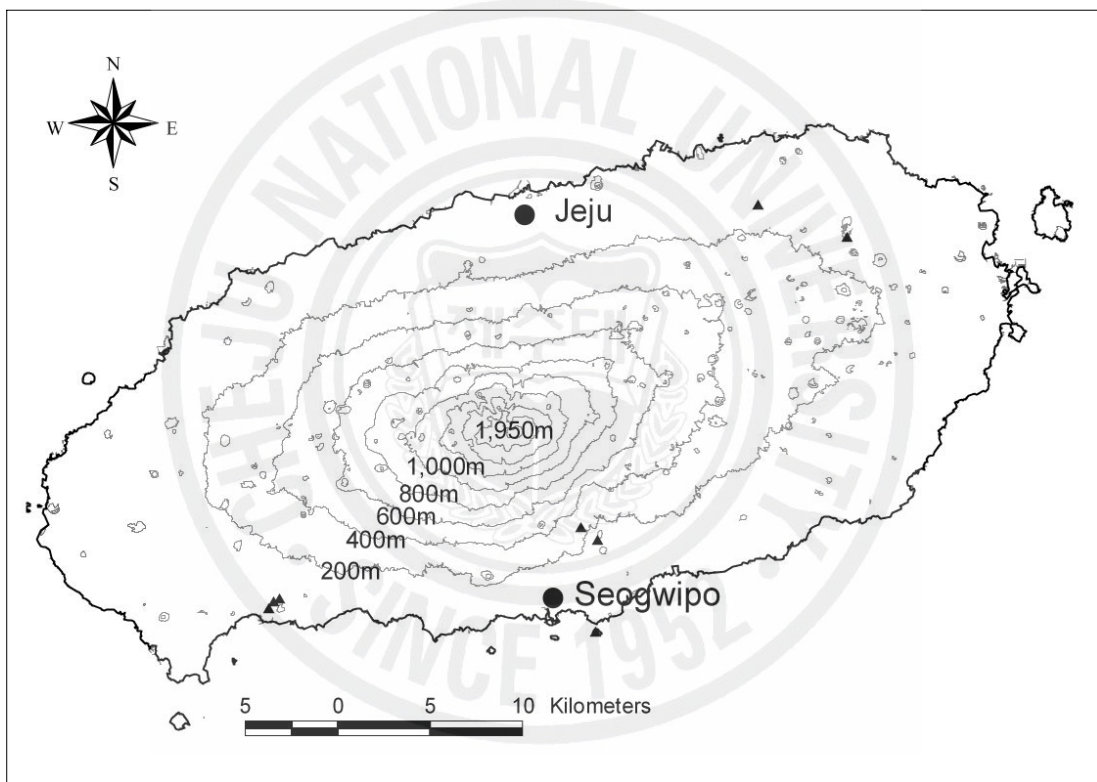 N
W E
S
CHEJU NATIONAL UNIVERSITY
Jeju
1,950m
1,000m
800m
600m
400m
200m
Seogwipo
• SINCE 1952 •
5 0 5 10 Kilometers